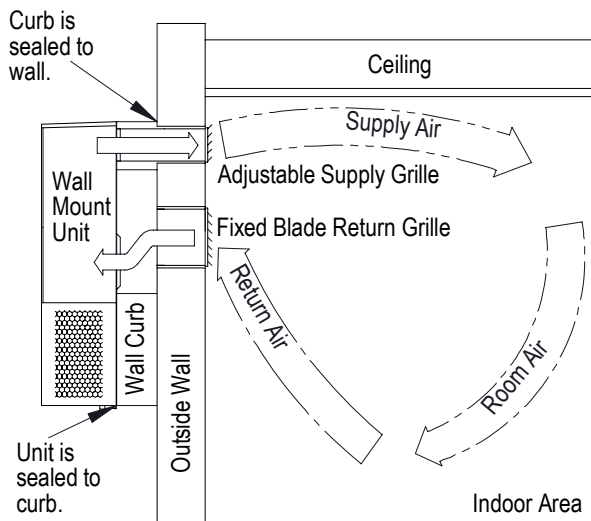 Curb is
sealed to
wall.
Ceiling
Supply Air
Adjustable Supply Grille
Wall
Mount
Unit
Fixed Blade Return Grille
Return Air
Room Air
Wall Curb
Outside Wall
Unit is
sealed to
curb.
Indoor Area